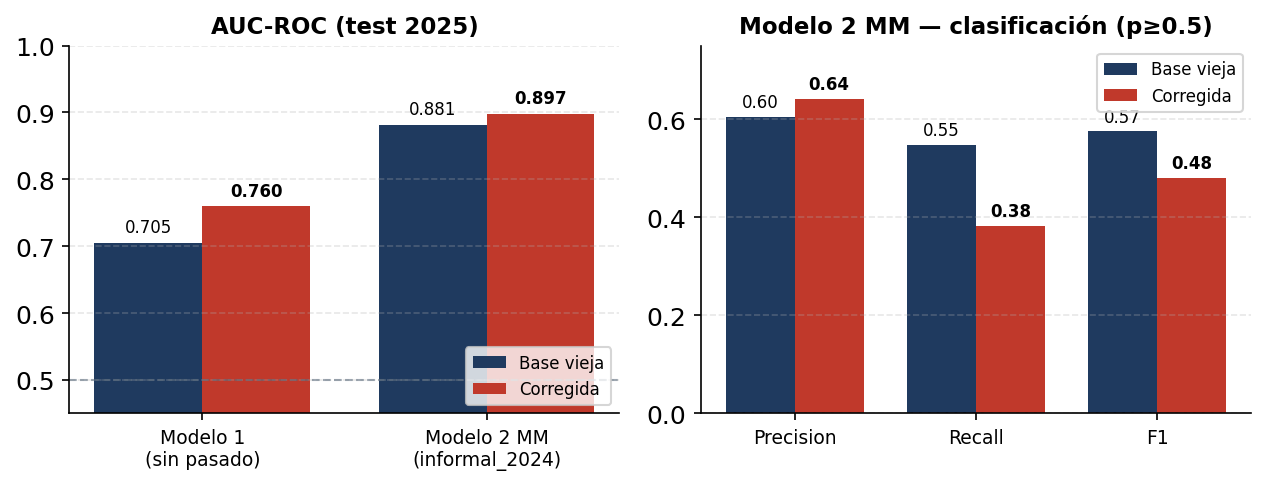 AUC-ROC (test 2025)
1.0
0.9
0.8
0.7
0.6
0.5
0.705
0.760
0.881
0.897
Base vieja
Corregida
Modelo 1
(sin pasado)
Modelo 2 MM
(informal_2024)
Modelo 2 MM — clasificación (p≥0.5)
0.6
0.4
0.2
0.0
0.60
0.64
0.55
0.38
0.57
0.48
Base vieja
Corregida
Precision
Recall
F1